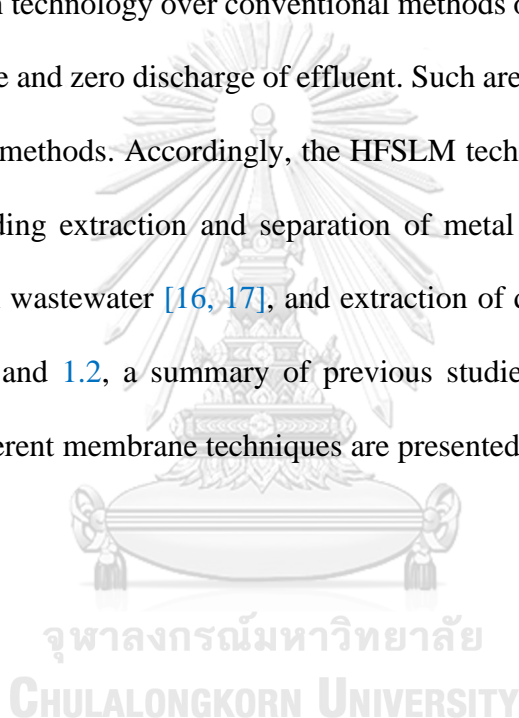 technology over conventional methods o
e and zero discharge of effluent. Such are
methods. Accordingly, the HFSLM tech
ding extraction and separation of metal
wastewater [16, 17], and extraction of
and 1.2, a summary of previous studie
erent membrane techniques are presented
จุฬาลงกรณ์มหาวิทยาลัย
CHULALONGKORN UNIVERSITY